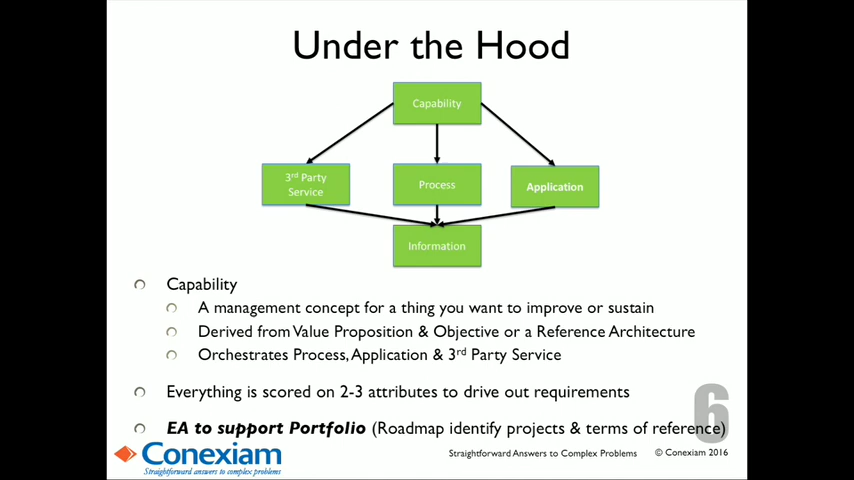 Under the Hood
Capability
3rd Party
Service
Process
Application
Information
Capability
A management concept for a thing you want to improve or sustain
Derived from Value Proposition & Objective or a Reference Architecture
Orchestrates Process, Application & 3rd Party Service
Everything is scored on 2-3 attributes to drive out requirements
EA to support Portfolio (Roadmap identify projects & terms of reference)
6
Conexiam
Straightforward answers to complex problems
Straightforward Answers to Complex Problems
© Conexiam 2016